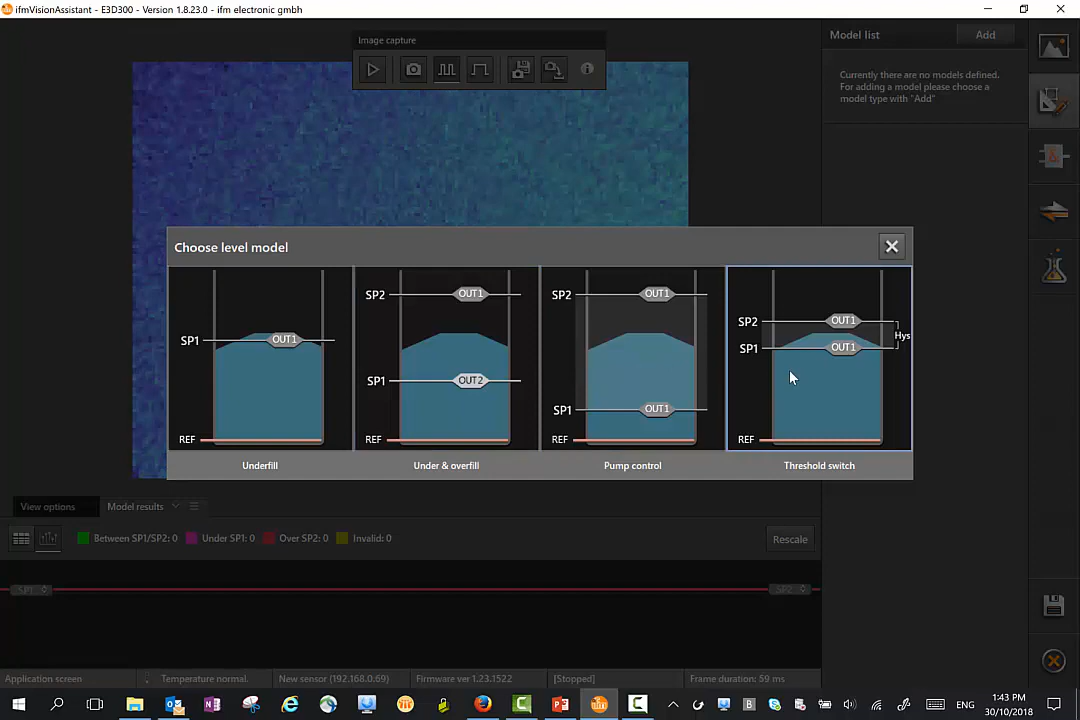 ifmVisionAssistant - E3D300 - Version 1.8.23.0 - ifm electronic gmbh
Image capture
Model list
Add
Currently there are no models defined.
For adding a model please choose a
model type with "Add"
Choose level model
SP1
OUT1
REF
Underfill
SP2
OUT1
SP1
OUT2
REF
Under & overfill
SP2
OUT1
SP1
OUT1
REF
Pump control
SP2
OUT1
Hys
SP1
OUT1
REF
Threshold switch
View options
Model results
Between SP1/SP2: 0
Under SP1: 0
Over SP2: 0
Invalid: 0
Rescale
SP1
SP2
Application screen
Temperature normal.
New sensor (192.168.0.69)
Firmware ver1.23.1522
[Stopped]
Frame duration: 59 ms
ENG
1:43 PM
30/10/2018